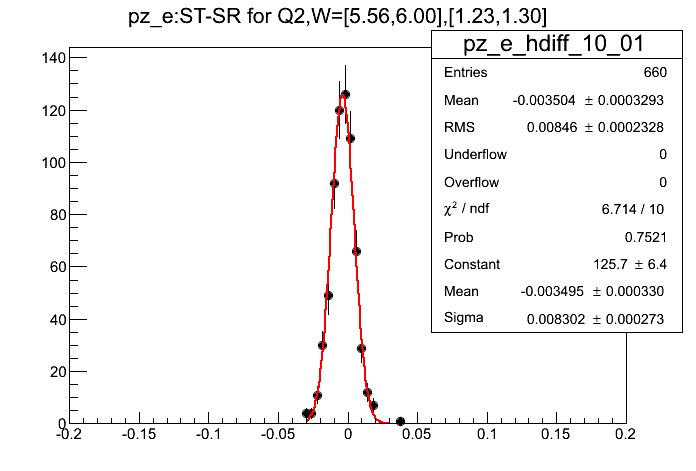 pz_e:ST-SR for Q2,W=[5.56,6.00],[1.23,1.30]
pz_e_hdiff_10_01
Entries 660
Mean -0.003504 ± 0.0003293
RMS 0.00846 ± 0.0002328
Underflow 0
Overflow 0
χ² / ndf 6.714 / 10
Prob 0.7521
Constant 125.7 ± 6.4
Mean -0.003495 ± 0.000330
Sigma 0.008302 ± 0.000273
140
120
100
80
60
40
20
0
-0.2 -0.15 -0.1 -0.05 0 0.05 0.1 0.15 0.2